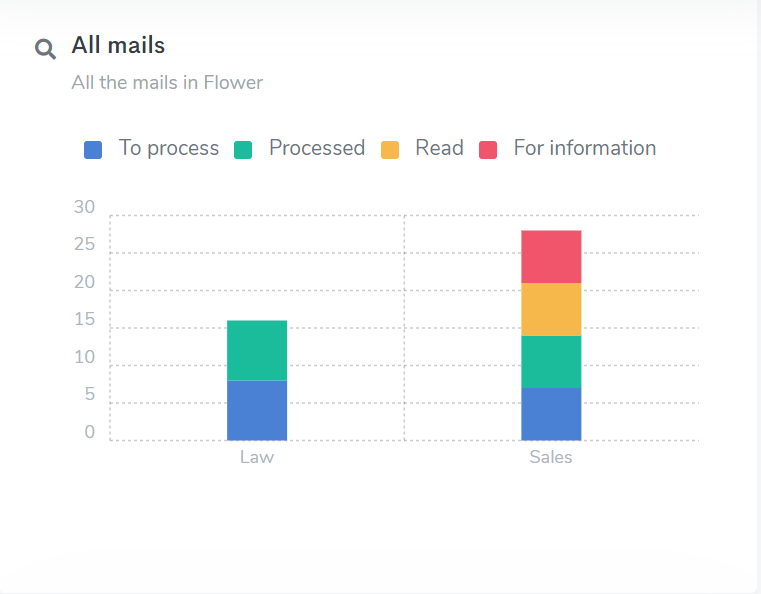 All mails
All the mails in Flower
To process Processed Read For information
30
25
20
15
10
5
0
Law Sales